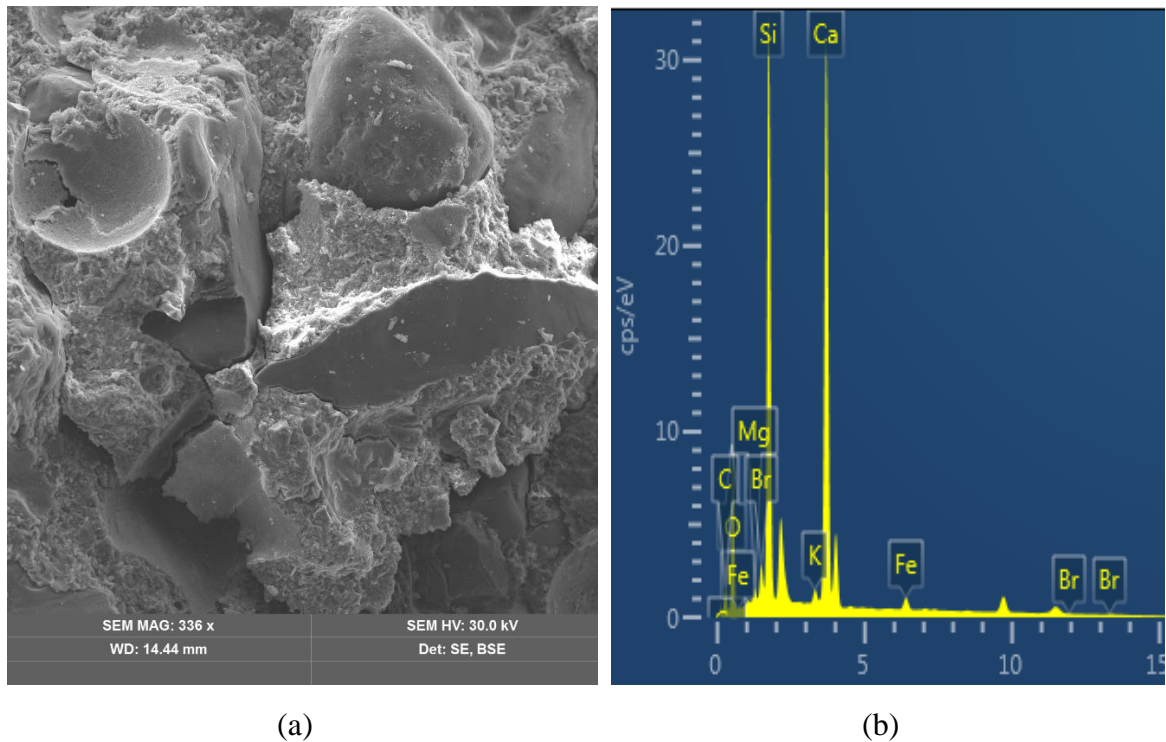 SEM MAG: 336 x
SEM HV: 30.0 kV
WD: 14.44 mm
Det: SE, BSE
(a)
Si
Ca
30
20
cps/eV
10
Mg
C
Br
O
Fe
K
Fe
Br
Br
0
0
5
10
15
(b)